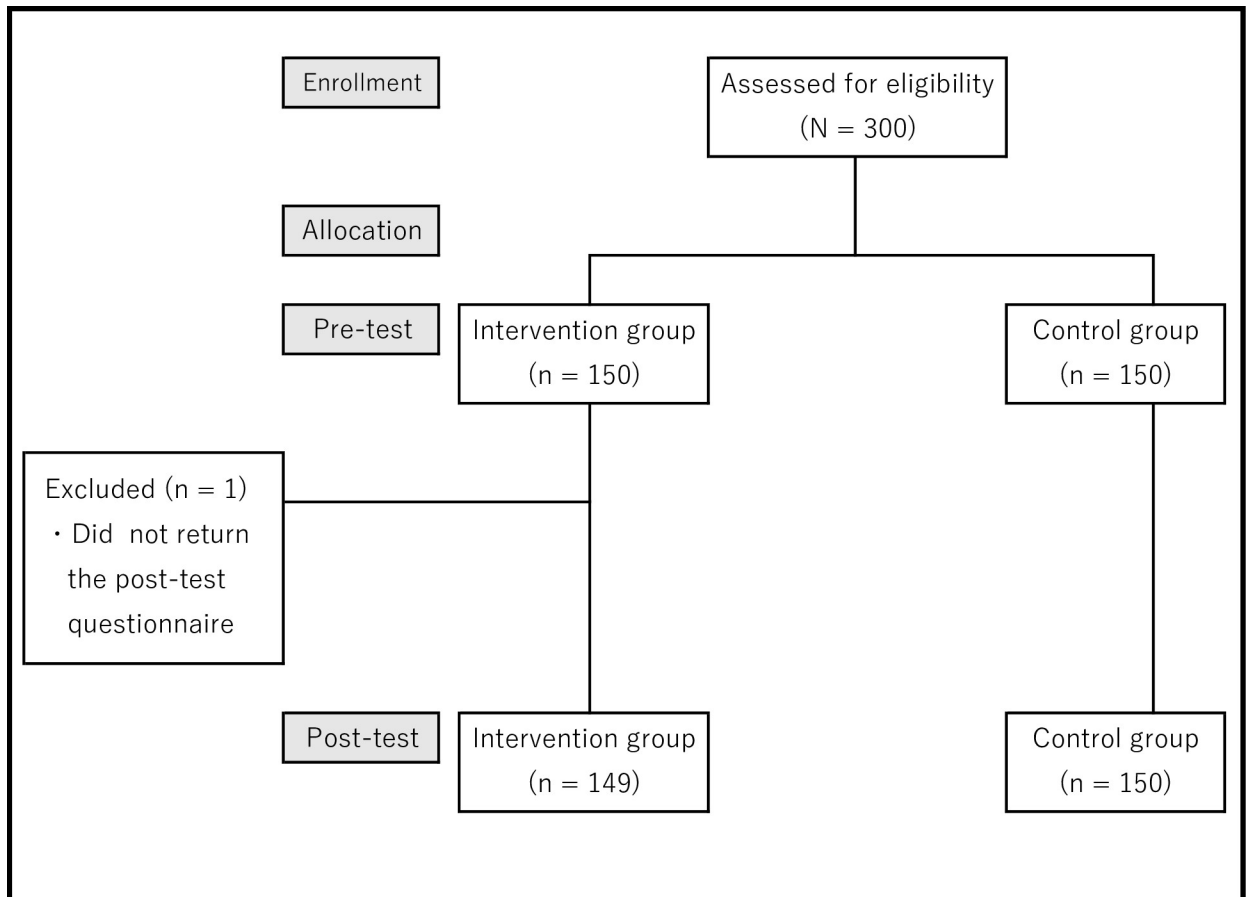 Enrollment
Assessed for eligibility
(N = 300)
Allocation
Pre-test
Intervention group
(n = 150)
Control group
(n = 150)
Excluded (n = 1)
・Did not return
the post-test
questionnaire
Post-test
Intervention group
(n = 149)
Control group
(n = 150)